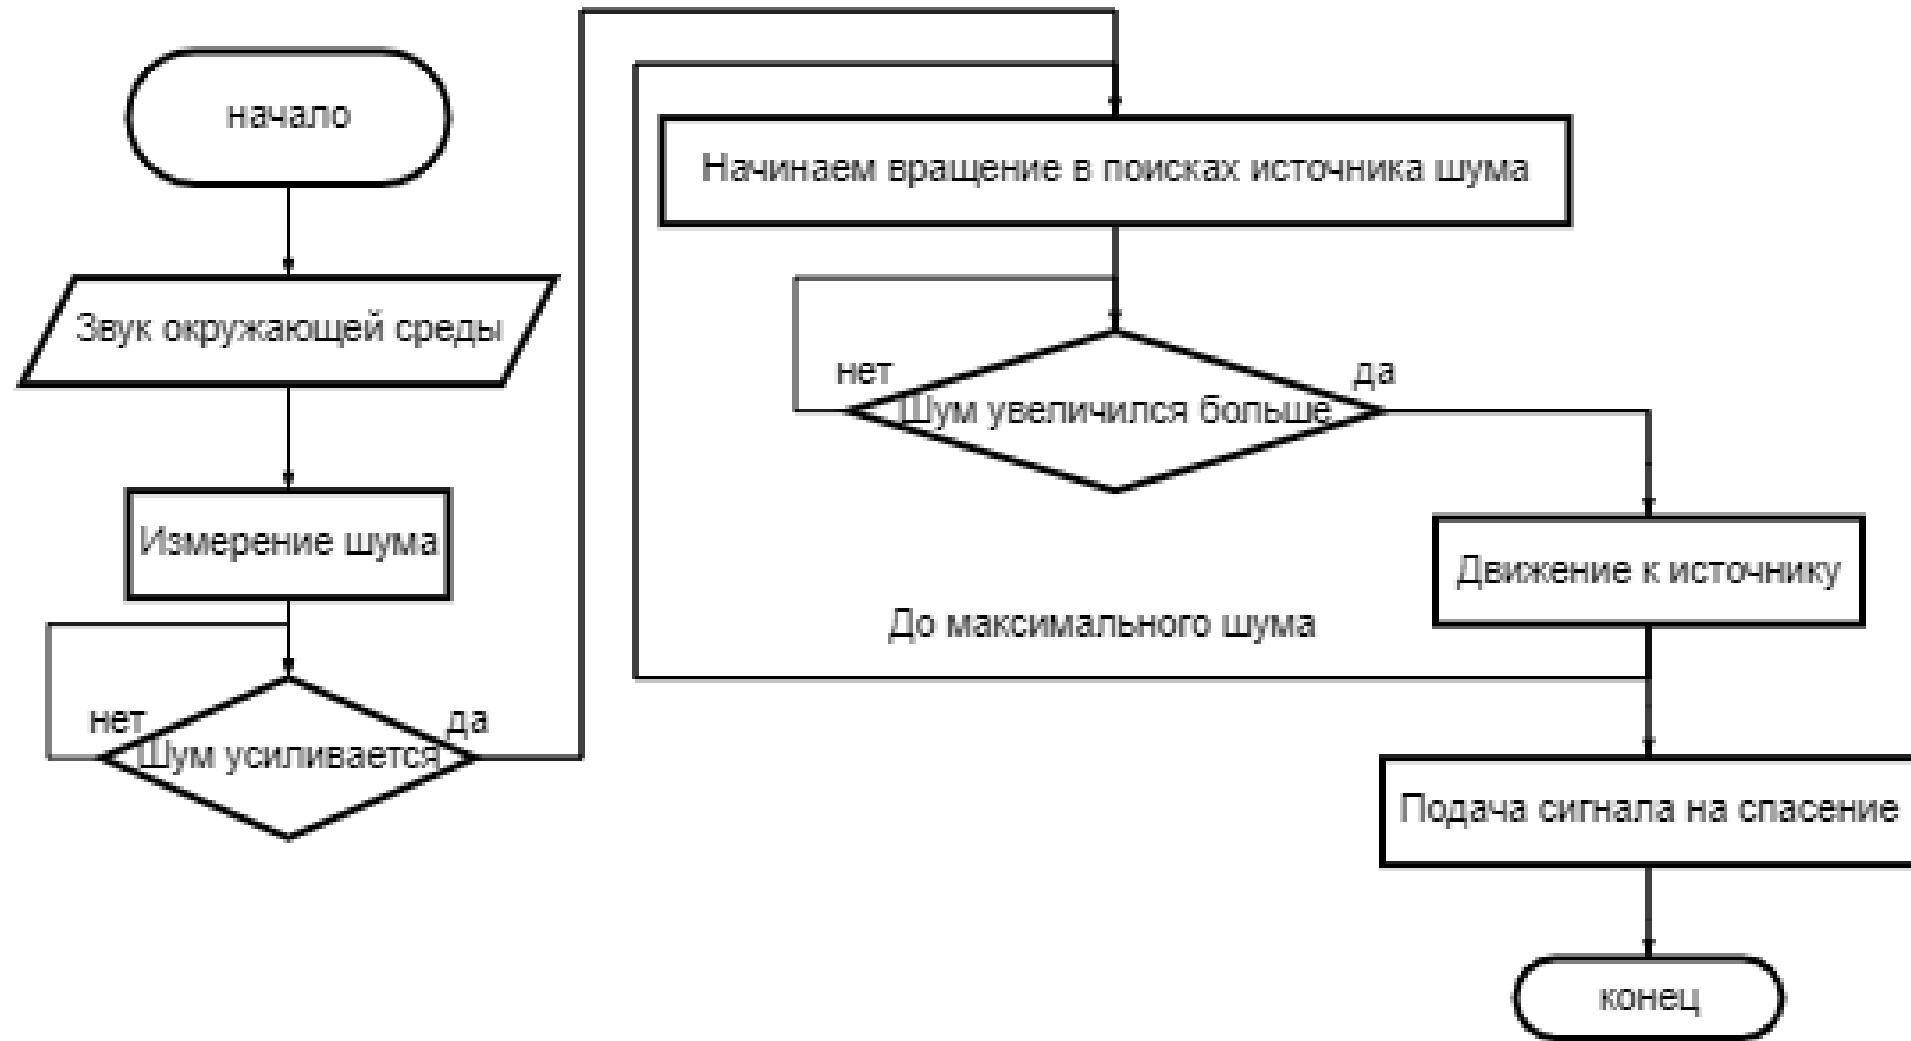 начало
Звук окружающей среды
Измерение шума
нет
да
Шум усиливается
Начинаем вращение в поисках источника шума
нет
да
Шум увеличился больше
Движение к источнику
До максимального шума
Подача сигнала на спасение
конец